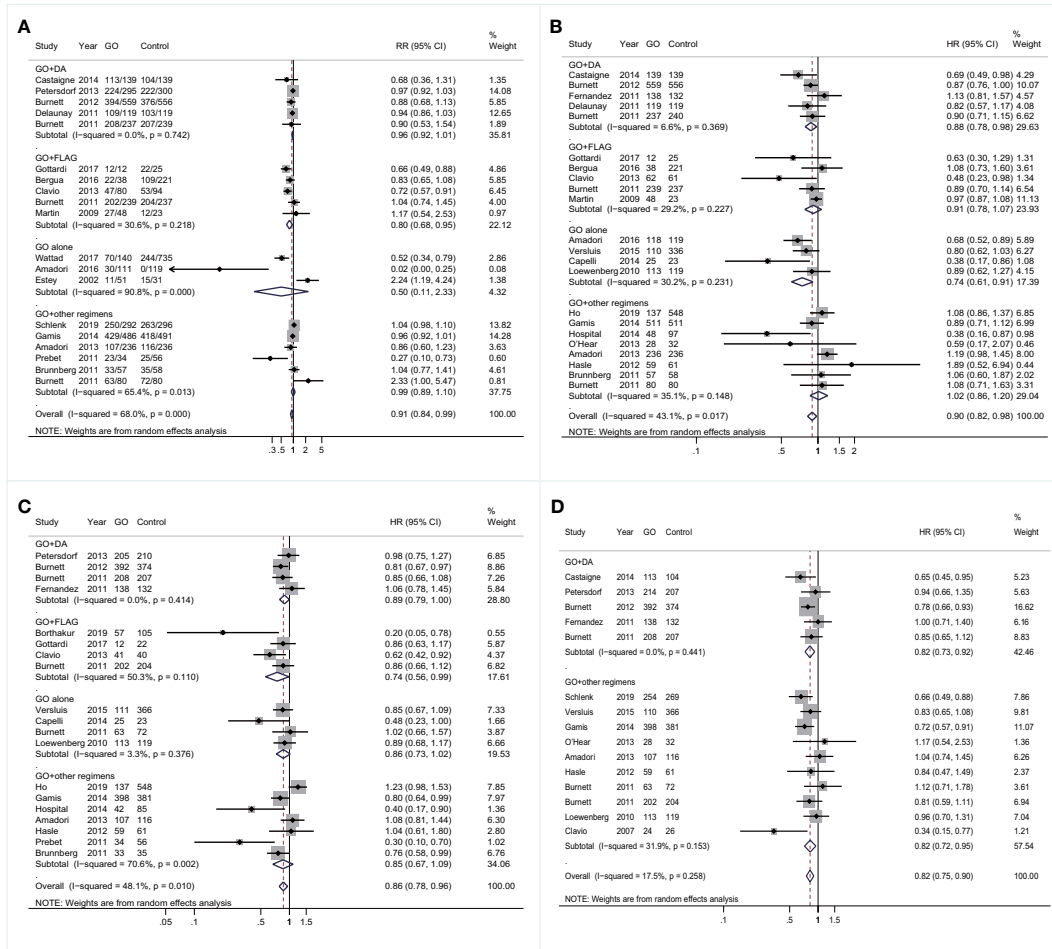 A
%
Study Year GO Control RR (95% CI) Weight
GO+DA
Castaigne 2014 113/139 104/139 0.68 (0.36, 1.31) 1.35
Petersdorf 2013 224/295 222/300 0.97 (0.92, 1.03) 14.08
Burnett 2012 394/559 376/556 0.88 (0.68, 1.13) 5.85
Delaunay 2011 109/119 103/119 0.94 (0.86, 1.03) 12.65
Burnett 2011 208/237 207/239 0.90 (0.53, 1.54) 1.89
Subtotal (I-squared = 0.0%, p = 0.742) 0.96 (0.92, 1.01) 35.81
.
GO+FLAG
Gottardi 2017 12/12 22/25 0.66 (0.49, 0.88) 4.86
Bergua 2016 22/38 109/221 0.83 (0.65, 1.08) 5.85
Clavio 2013 47/80 53/94 0.72 (0.57, 0.91) 6.45
Burnett 2011 202/239 204/237 1.04 (0.74, 1.45) 4.00
Martin 2009 27/48 12/23 1.17 (0.54, 2.53) 0.97
Subtotal (I-squared = 30.6%, p = 0.218) 0.80 (0.68, 0.95) 22.12
.
GO alone
Wattad 2017 70/140 244/735 0.52 (0.34, 0.79) 2.86
Amadori 2016 30/111 0/119 0.02 (0.00, 0.25) 0.08
Estey 2002 11/51 15/31 2.24 (1.19, 4.24) 1.38
Subtotal (I-squared = 90.8%, p = 0.000) 0.50 (0.11, 2.33) 4.32
.
GO+other regimens
Schlenk 2019 250/292 263/296 1.04 (0.98, 1.10) 13.82
Gamis 2014 429/486 418/491 0.96 (0.92, 1.01) 14.28
Amadori 2013 107/236 116/236 0.86 (0.60, 1.23) 3.63
Prebet 2011 23/34 25/56 0.27 (0.10, 0.73) 0.60
Brunnberg 2011 33/57 35/58 1.04 (0.77, 1.41) 4.61
Burnett 2011 63/80 72/80 2.33 (1.00, 5.47) 0.81
Subtotal (I-squared = 65.4%, p = 0.013) 0.99 (0.89, 1.10) 37.75
.
Overall (I-squared = 68.0%, p = 0.000) 0.91 (0.84, 0.99) 100.00
NOTE: Weights are from random effects analysis
.3 .5 1 2 5
B
%
Study Year GO Control HR (95% CI) Weight
GO+DA
Castaigne 2014 139 139 0.69 (0.49, 0.98) 4.29
Burnett 2012 559 556 0.87 (0.76, 1.00) 10.07
Fernandez 2011 138 132 1.13 (0.81, 1.57) 4.57
Delaunay 2011 119 119 0.82 (0.57, 1.17) 4.08
Burnett 2011 237 240 0.90 (0.71, 1.15) 6.62
Subtotal (I-squared = 6.6%, p = 0.369) 0.88 (0.78, 0.98) 29.63
.
GO+FLAG
Gottardi 2017 12 25 0.63 (0.30, 1.29) 1.31
Bergua 2016 38 221 1.08 (0.73, 1.60) 3.61
Clavio 2013 62 61 0.48 (0.23, 0.98) 1.34
Burnett 2011 239 237 0.89 (0.70, 1.14) 6.54
Martin 2009 48 23 0.97 (0.87, 1.08) 11.13
Subtotal (I-squared = 29.2%, p = 0.227) 0.91 (0.78, 1.07) 23.93
.
GO alone
Amadori 2016 118 119 0.68 (0.52, 0.89) 5.89
Versluis 2015 110 336 0.80 (0.62, 1.03) 6.27
Capelli 2014 25 23 0.38 (0.17, 0.86) 1.08
Loewenberg 2010 113 119 0.89 (0.62, 1.27) 4.15
Subtotal (I-squared = 30.2%, p = 0.231) 0.74 (0.61, 0.91) 17.39
.
GO+other regimens
Ho 2019 137 548 1.08 (0.86, 1.37) 6.85
Gamis 2014 511 511 0.89 (0.71, 1.12) 6.99
Hospital 2014 48 97 0.38 (0.16, 0.87) 0.98
O'Hear 2013 28 32 0.59 (0.17, 2.07) 0.46
Amadori 2013 236 236 1.19 (0.98, 1.45) 8.00
Hasle 2012 59 61 1.89 (0.52, 6.94) 0.44
Brunnberg 2011 57 58 1.06 (0.60, 1.87) 2.02
Burnett 2011 80 80 1.08 (0.71, 1.63) 3.31
Subtotal (I-squared = 35.1%, p = 0.148) 1.02 (0.86, 1.20) 29.04
.
Overall (I-squared = 43.1%, p = 0.017) 0.90 (0.82, 0.98) 100.00
NOTE: Weights are from random effects analysis
.1 .5 1 1.5 2
C
%
Study Year GO Control HR (95% CI) Weight
GO+DA
Petersdorf 2013 205 210 0.98 (0.75, 1.27) 6.85
Burnett 2012 392 374 0.81 (0.67, 0.97) 8.86
Burnett 2011 208 207 0.85 (0.66, 1.08) 7.26
Fernandez 2011 138 132 1.06 (0.78, 1.45) 5.84
Subtotal (I-squared = 0.0%, p = 0.414) 0.89 (0.79, 1.00) 28.80
.
GO+FLAG
Borthakur 2019 57 105 0.20 (0.05, 0.78) 0.55
Gottardi 2017 12 22 0.86 (0.63, 1.17) 5.87
Clavio 2013 41 40 0.62 (0.42, 0.92) 4.37
Burnett 2011 202 204 0.86 (0.66, 1.12) 6.82
Subtotal (I-squared = 50.3%, p = 0.110) 0.74 (0.56, 0.99) 17.61
.
GO alone
Versluis 2015 111 366 0.85 (0.67, 1.09) 7.33
Capelli 2014 25 23 0.48 (0.23, 1.00) 1.66
Burnett 2011 63 72 1.02 (0.66, 1.57) 3.87
Loewenberg 2010 113 119 0.89 (0.68, 1.17) 6.66
Subtotal (I-squared = 3.3%, p = 0.376) 0.86 (0.73, 1.02) 19.53
.
GO+other regimens
Ho 2019 137 548 1.23 (0.98, 1.53) 7.85
Gamis 2014 398 381 0.80 (0.64, 0.99) 7.97
Hospital 2014 42 85 0.40 (0.17, 0.90) 1.36
Amadori 2013 107 116 1.08 (0.81, 1.44) 6.30
Hasle 2012 59 61 1.04 (0.61, 1.80) 2.80
Prebet 2011 34 56 0.30 (0.10, 0.70) 1.02
Brunnberg 2011 33 35 0.76 (0.58, 0.99) 6.76
Subtotal (I-squared = 70.6%, p = 0.002) 0.85 (0.67, 1.09) 34.06
.
Overall (I-squared = 48.1%, p = 0.010) 0.86 (0.78, 0.96) 100.00
NOTE: Weights are from random effects analysis
.05 .1 .5 1 1.5
D
%
Study Year GO Control HR (95% CI) Weight
GO+DA
Castaigne 2014 113 104 0.65 (0.45, 0.95) 5.23
Petersdorf 2013 214 207 0.94 (0.66, 1.35) 5.63
Burnett 2012 392 374 0.78 (0.66, 0.93) 16.62
Fernandez 2011 138 132 1.00 (0.71, 1.40) 6.16
Burnett 2011 208 207 0.85 (0.65, 1.12) 8.83
Subtotal (I-squared = 0.0%, p = 0.441) 0.82 (0.73, 0.92) 42.46
.
GO+other regimens
Schlenk 2019 254 269 0.66 (0.49, 0.88) 7.86
Versluis 2015 110 366 0.83 (0.65, 1.08) 9.81
Gamis 2014 398 381 0.72 (0.57, 0.91) 11.07
O'Hear 2013 28 32 1.17 (0.54, 2.53) 1.36
Amadori 2013 107 116 1.04 (0.74, 1.45) 6.26
Hasle 2012 59 61 0.84 (0.47, 1.49) 2.37
Burnett 2011 63 72 1.12 (0.71, 1.78) 3.61
Burnett 2011 202 204 0.81 (0.59, 1.11) 6.94
Loewenberg 2010 113 119 0.96 (0.70, 1.31) 7.04
Clavio 2007 24 26 0.34 (0.15, 0.77) 1.21
Subtotal (I-squared = 31.9%, p = 0.153) 0.82 (0.72, 0.95) 57.54
.
Overall (I-squared = 17.5%, p = 0.258) 0.82 (0.75, 0.90) 100.00
NOTE: Weights are from random effects analysis
.1 .5 1 1.5